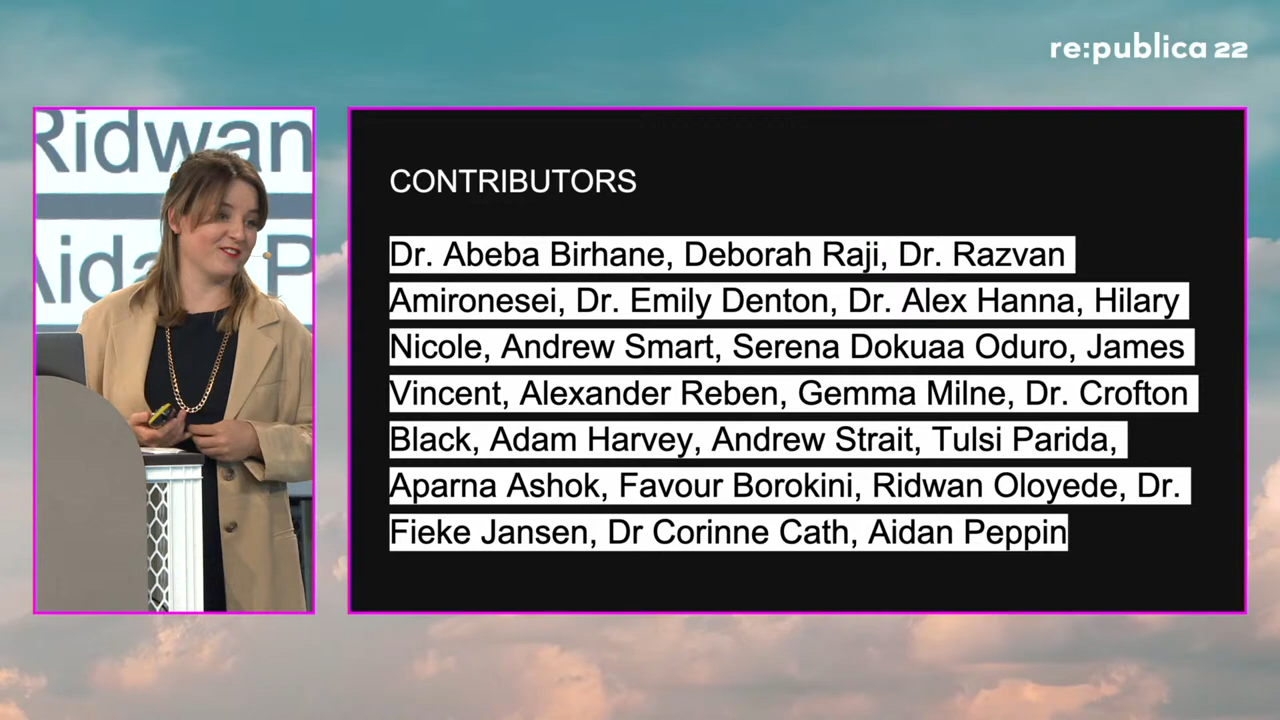 re:publica 22
Ridwan
Aida P
CONTRIBUTORS
Dr. Abeba Birhane, Deborah Raji, Dr. Razvan
Amironesei, Dr. Emily Denton, Dr. Alex Hanna, Hilary
Nicole, Andrew Smart, Serena Dokuaa Oduro, James
Vincent, Alexander Reben, Gemma Milne, Dr. Crofton
Black, Adam Harvey, Andrew Strait, Tulsi Parida,
Aparna Ashok, Favour Borokini, Ridwan Oloyede, Dr.
Fieke Jansen, Dr Corinne Cath, Aidan Peppin